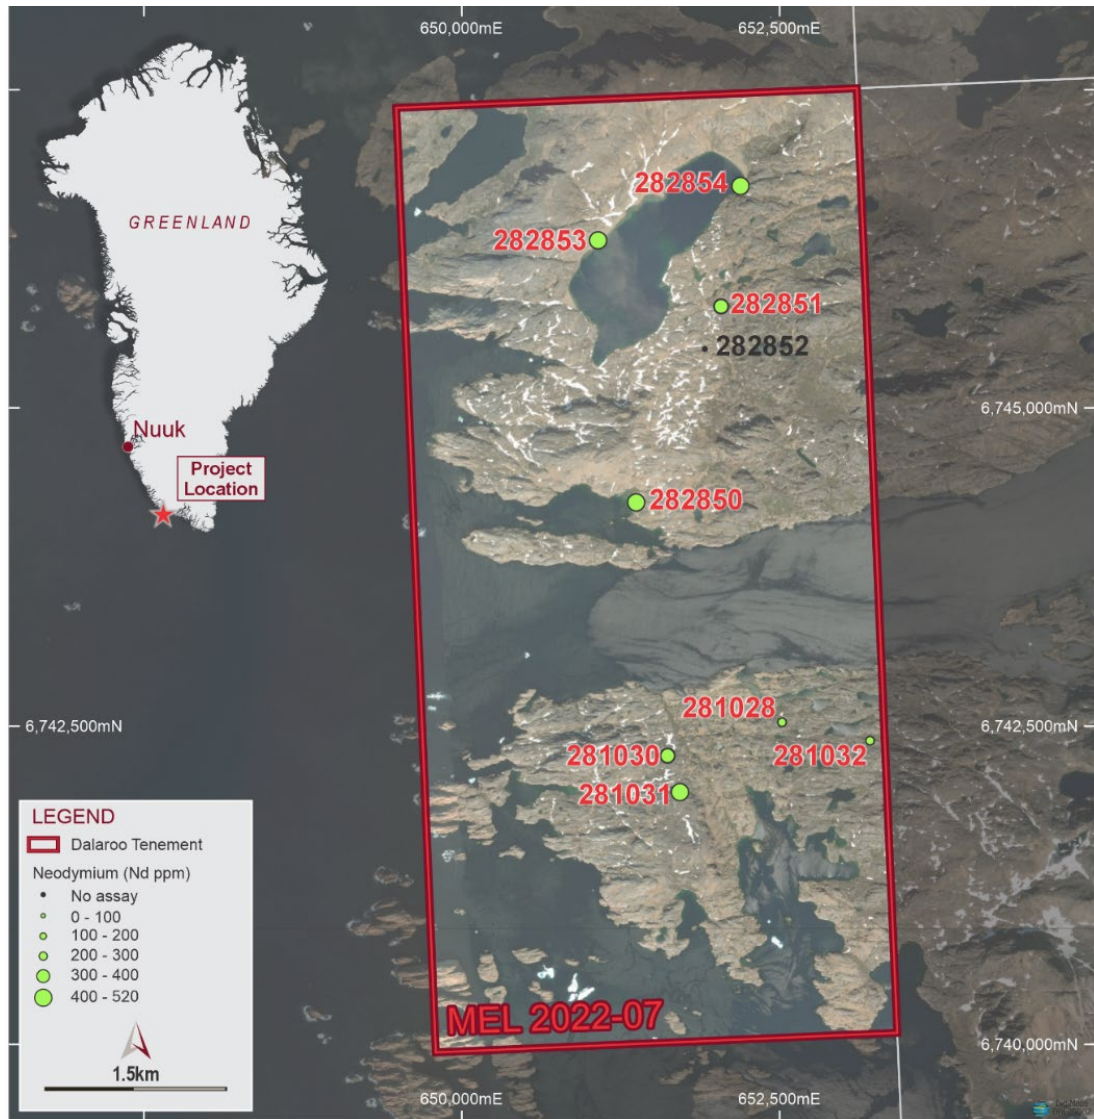 650,000mE
652,500mE
GREENLAND
282854
282853
282851
282852
6,745,000mN
Nuuk
Project
Location
282850
281028
6,742,500mN
6,742,500mN
281030
281032
281031
LEGEND
Dalaroo Tenement
Neodymium (Nd ppm)
No assay
0 - 100
100 - 200
200 - 300
300 - 400
400 - 520
1.5km
MEL 2022-07
6,740,000mN
650,000mE
652,500mE